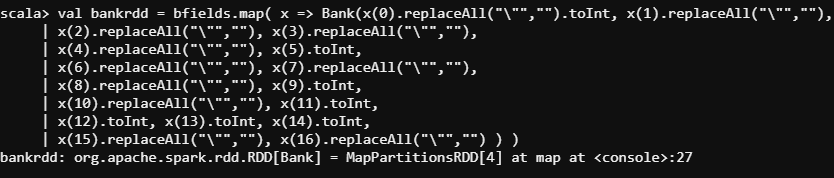 scala> val bankrdd = bfields.map( x => Bank(x(0).replaceAll("\"","").toInt, x(1).replaceAll("\"",""),
| x(2).replaceAll("\"",""), x(3).replaceAll("\"",""),
| x(4).replaceAll("\"",""), x(5).toInt,
| x(6).replaceAll("\"",""), x(7).replaceAll("\"",""),
| x(8).replaceAll("\"",""), x(9).toInt,
| x(10).replaceAll("\"",""), x(11).toInt,
| x(12).toInt, x(13).toInt, x(14).toInt,
| x(15).replaceAll("\"",""), x(16).replaceAll("\"","") ) )
bankrdd: org.apache.spark.rdd.RDD[Bank] = MapPartitionsRDD[4] at map at <console>:27